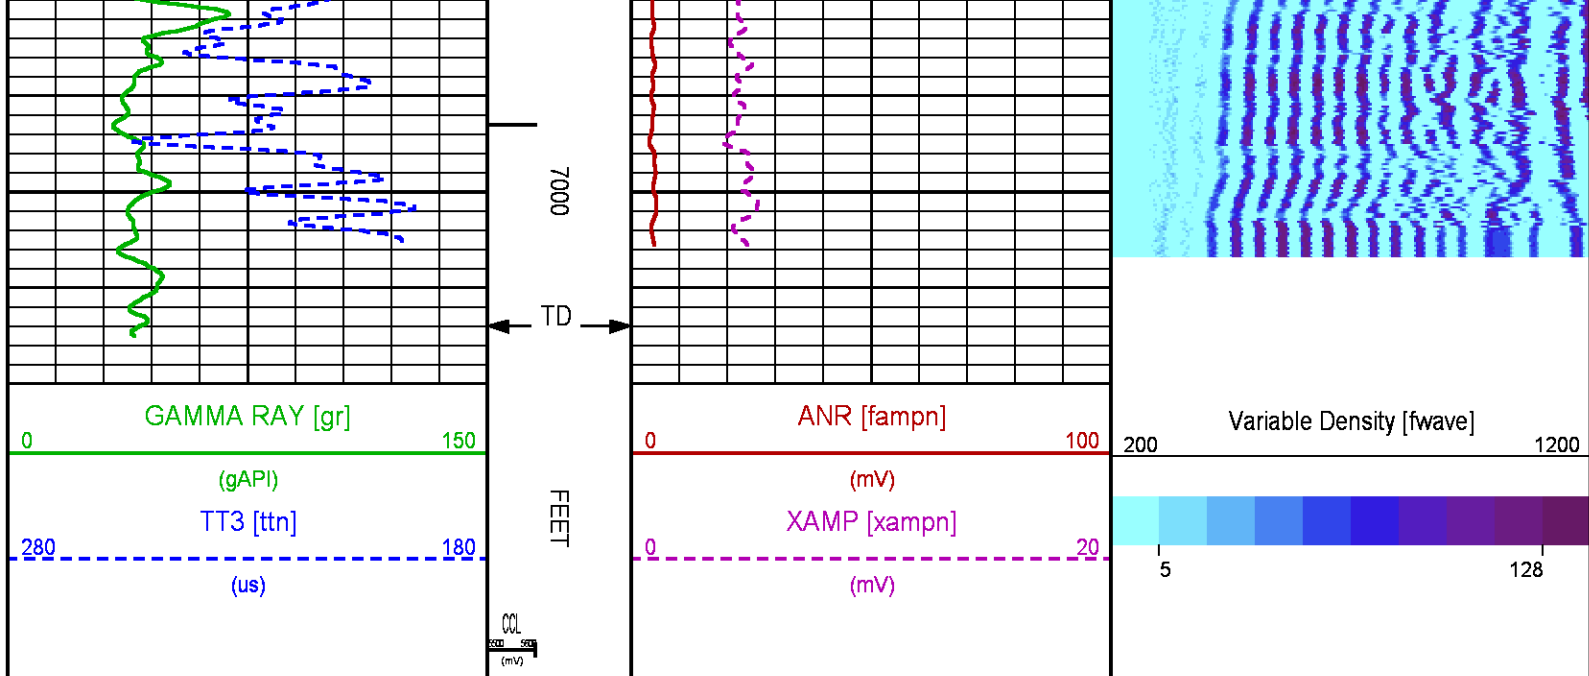 7000
TD
GAMMA RAY [gr]
0 150
(gAPI)
TT3 [ttn]
280 180
(us)
FEET
CCL
(mV)
ANR [fampn]
0 100
(mV)
XAMP [xampn]
0 20
(mV)
Variable Density [fwave]
200 1200
5 128